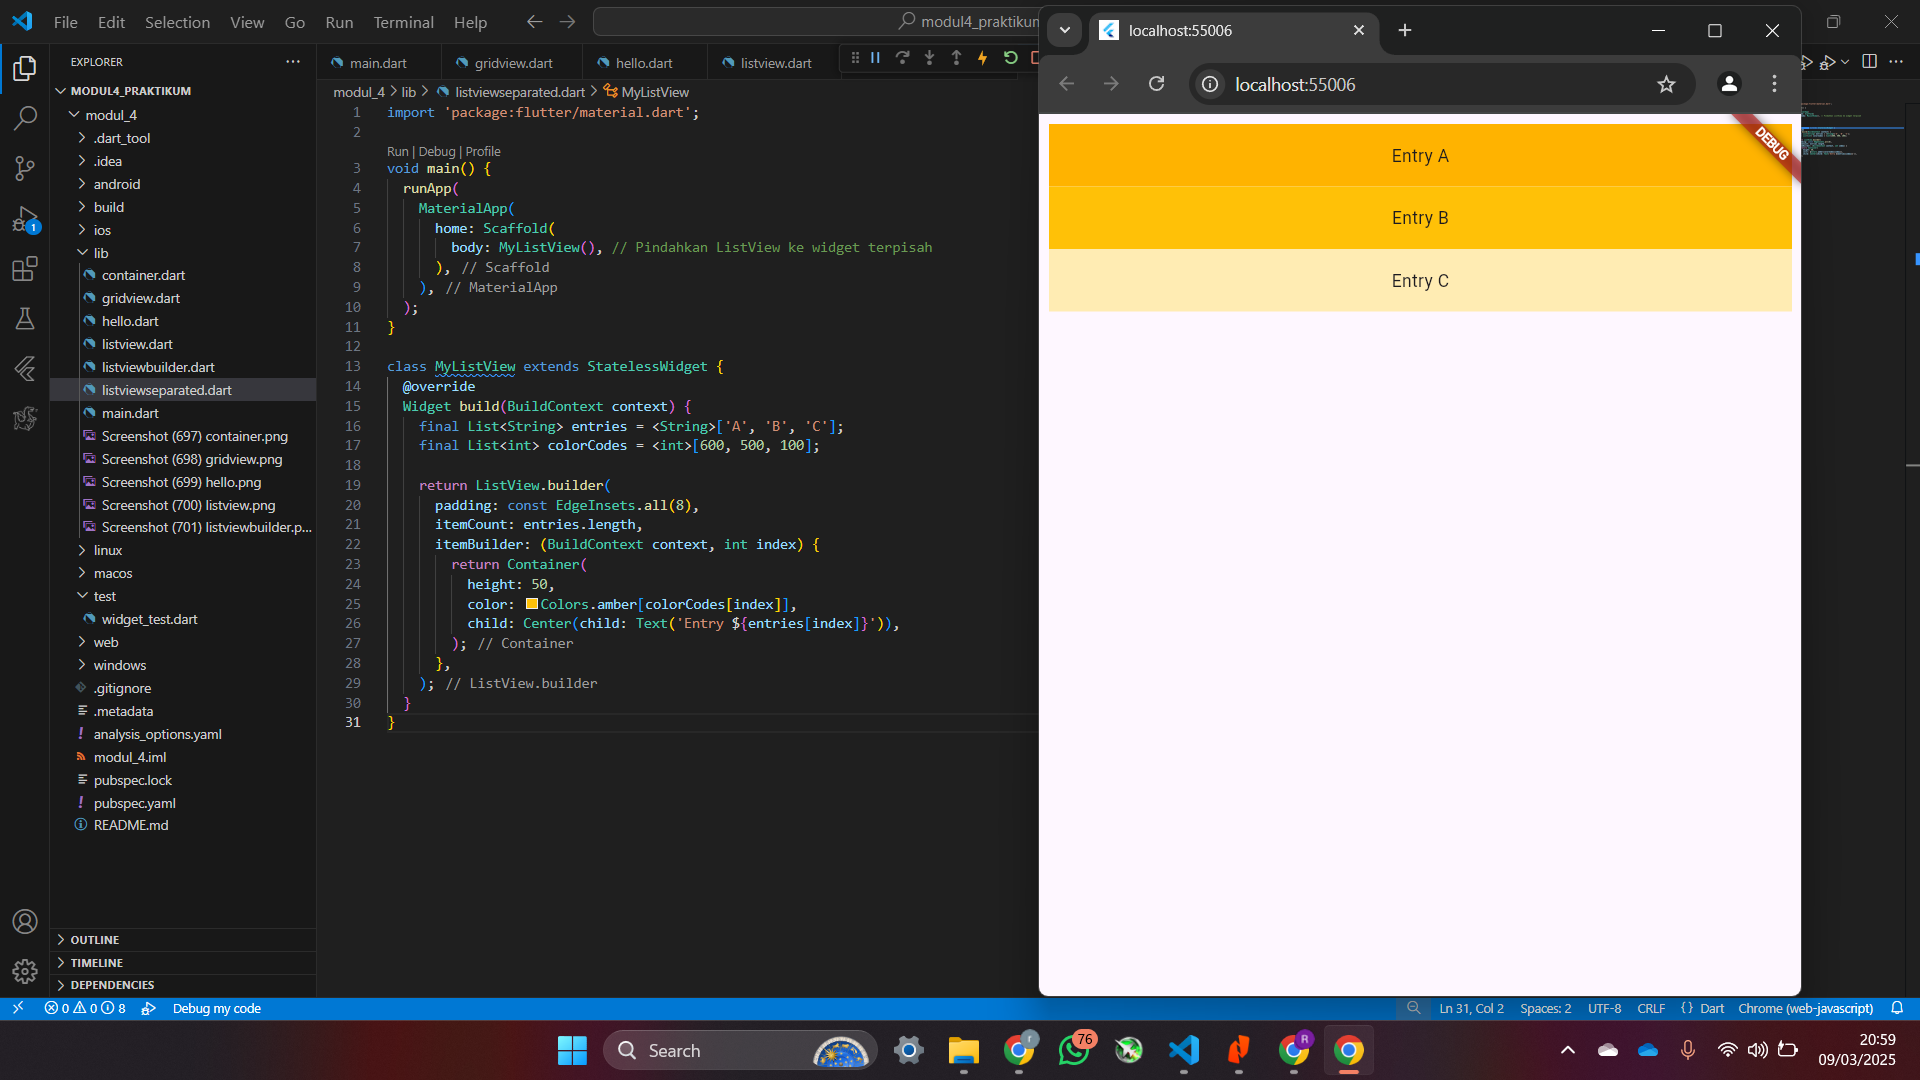 File Edit Selection View Go Run Terminal Help
modul4_praktikum
EXPLORER
MODUL4_PRAKTIKUM
modul_4
.dart_tool
.idea
android
build
ios
lib
container.dart
gridview.dart
hello.dart
listview.dart
listviewbuilder.dart
listviewseparated.dart
main.dart
Screenshot (697) container.png
Screenshot (698) gridview.png
Screenshot (699) hello.png
Screenshot (700) listview.png
Screenshot (701) listviewbuilder.p...
linux
macos
test
widget_test.dart
web
windows
.gitignore
.metadata
analysis_options.yaml
modul_4.iml
pubspec.lock
pubspec.yaml
README.md
OUTLINE
TIMELINE
DEPENDENCIES
1
main.dart gridview.dart hello.dart listview.dart
modul_4 > lib > listviewseparated.dart > MyListView
1 import 'package:flutter/material.dart';
2
Run | Debug | Profile
3 void main() {
4 runApp(
5 MaterialApp(
6 home: Scaffold(
7 body: MyListView(), // Pindahkan ListView ke widget terpisah
8 ), // Scaffold
9 ), // MaterialApp
10 );
11 }
12
13 class MyListView extends StatelessWidget {
14 @override
15 Widget build(BuildContext context) {
16 final List<String> entries = <String>['A', 'B', 'C'];
17 final List<int> colorCodes = <int>[600, 500, 100];
18
19 return ListView.builder(
20 padding: const EdgeInsets.all(8),
21 itemCount: entries.length,
22 itemBuilder: (BuildContext context, int index) {
23 return Container(
24 height: 50,
25 color: Colors.amber[colorCodes[index]],
26 child: Center(child: Text('Entry ${entries[index]}')),
27 ); // Container
28 },
29 ); // ListView.builder
30 }
31 }
localhost:55006
localhost:55006
DEBUG
Entry A
Entry B
Entry C
0 0 8 Debug my code
Ln 31, Col 2 Spaces: 2 UTF-8 CRLF {} Dart Chrome (web-javascript)
Search
r
76
R
20:59
09/03/2025